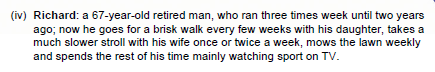 (iv) Richard: a 67-year-old retired man, who ran three times week until two years
ago; now he goes for a brisk walk every few weeks with his daughter, takes a
much slower stroll with his wife once or twice a week, mows the lawn weekly
and spends the rest of his time mainly watching sport on TV.